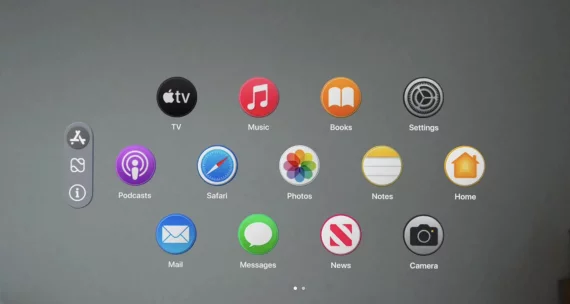 tv
TV
Music
Books
Settings
Podcasts
Safari
Photos
Notes
Home
Mail
Messages
News
Camera